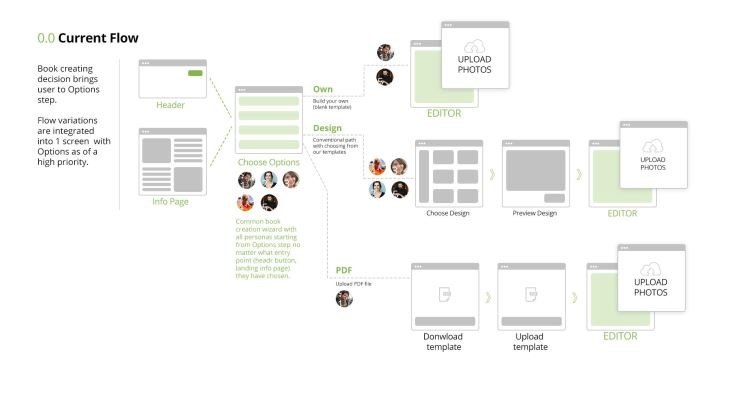 0.0 Current Flow
Book creating
decision brings
user to Options
step.
Flow variations
are integrated
into 1 screen with
Options as of a
high priority.
Header
Info Page
Choose Options
Common book
creation wizard with
all personas starting
from Options step no
matter what entry
point (headr button,
landing info page)
they have chosen.
Own
Build your own
(blank template)
UPLOAD
PHOTOS
EDITOR
Design
Conventional path
with choosing from
our templates
Choose Design
Preview Design
UPLOAD
PHOTOS
EDITOR
PDF
Upload PDF file
Donwload
template
Upload
template
UPLOAD
PHOTOS
EDITOR